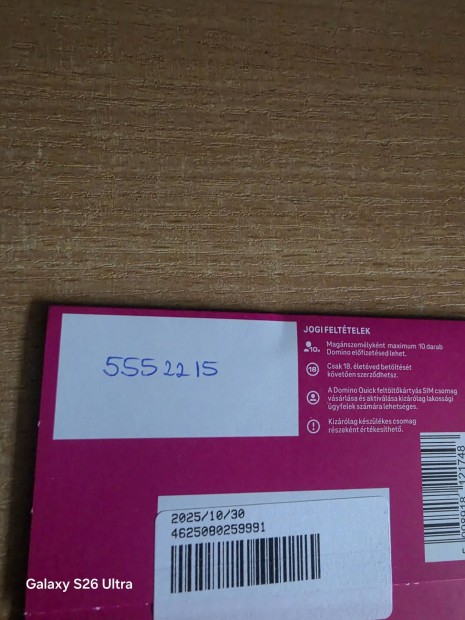 5552215
JOGI FELTÉTELEK
10x
Magánszemélyként maximum 10 darab
Domino előfizetésed lehet.
18
Csak 18. életéved betöltését
követően szerződhetsz.
A Domino Quick feltöltőkártyás SIM csomag
vásárlása és aktiválása kizárólag lakossági
ügyfelek számára lehetséges.
Kizárólag készülékes csomag
részeként értékesíthető.
2025/10/30
4625080259991
Galaxy S26 Ultra